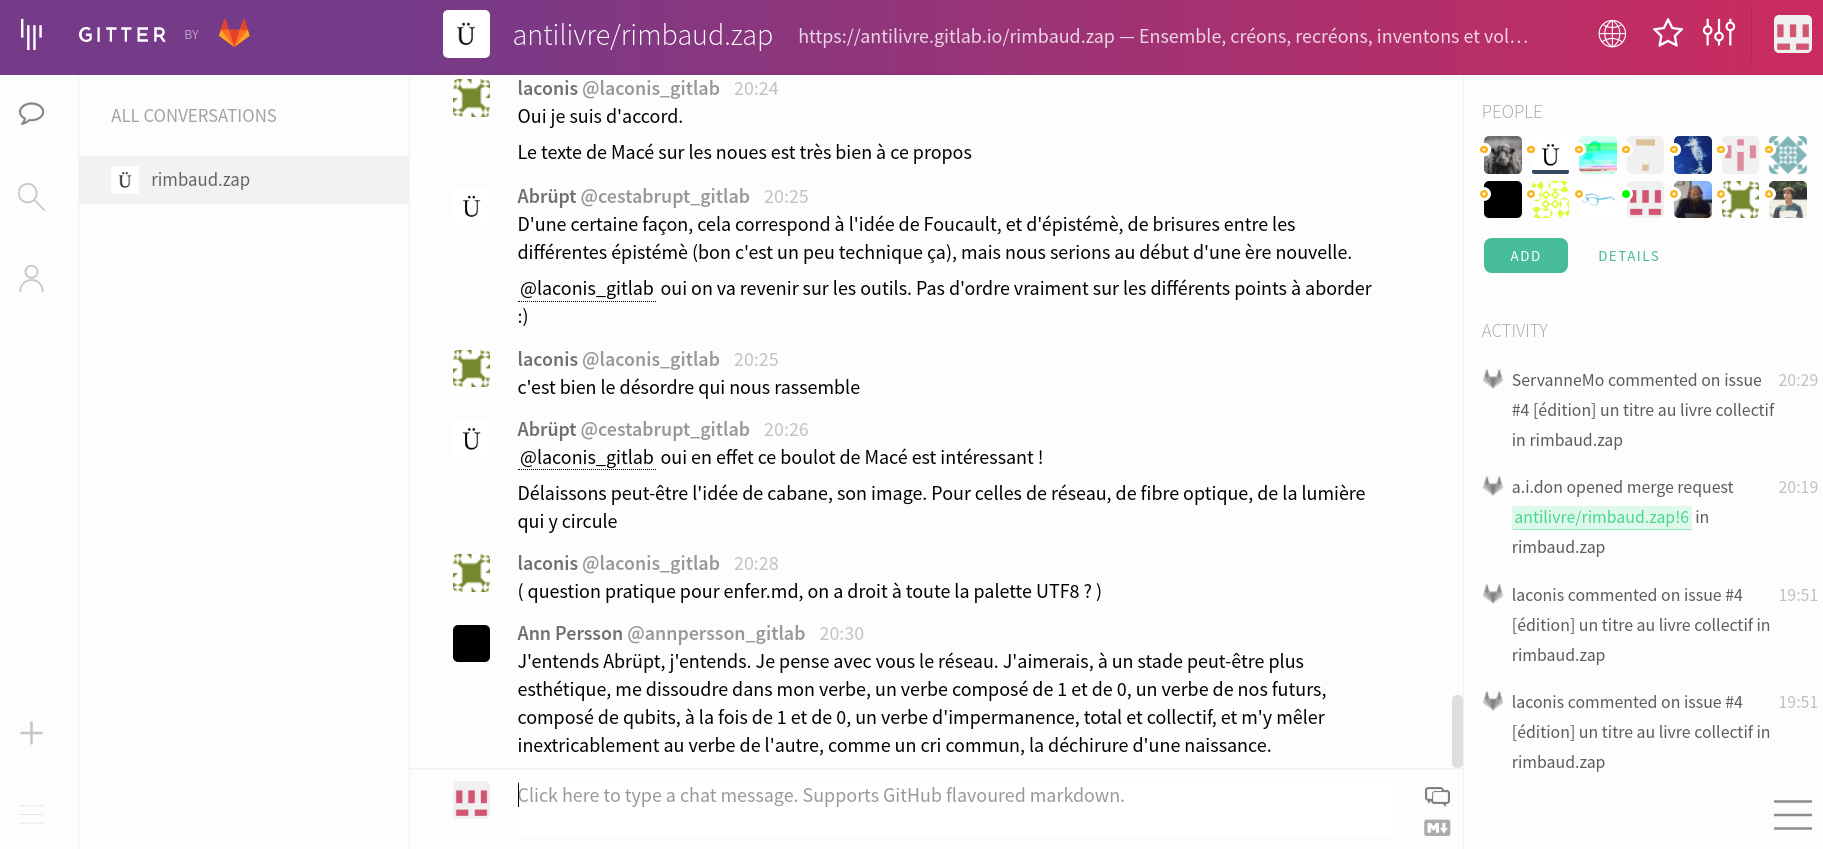 GITTER BY
Ü antilivre/rimbaud.zap https://antilivre.gitlab.io/rimbaud.zap — Ensemble, créons, recréons, inventons et vol...
ALL CONVERSATIONS
Ü rimbaud.zap
laconis @laconis_gitlab 20:24
Oui je suis d'accord.
Le texte de Macé sur les noues est très bien à ce propos
Ü Abrüpt @cestabrupt_gitlab 20:25
D'une certaine façon, cela correspond à l'idée de Foucault, et d'épistémè, de brisures entre les
différentes épistémè (bon c'est un peu technique ça), mais nous serions au début d'une ère nouvelle.
@laconis_gitlab oui on va revenir sur les outils. Pas d'ordre vraiment sur les différents points à aborder
:)
laconis @laconis_gitlab 20:25
c'est bien le désordre qui nous rassemble
Ü Abrüpt @cestabrupt_gitlab 20:26
@laconis_gitlab oui en effet ce boulot de Macé est intéressant !
Délaissons peut-être l'idée de cabane, son image. Pour celles de réseau, de fibre optique, de la lumière
qui y circule
laconis @laconis_gitlab 20:28
( question pratique pour enfer.md, on a droit à toute la palette UTF8 ? )
Ann Persson @annpersson_gitlab 20:30
J'entends Abrüpt, j'entends. Je pense avec vous le réseau. J'aimerais, à un stade peut-être plus
esthétique, me dissoudre dans mon verbe, un verbe composé de 1 et de 0, un verbe de nos futurs,
composé de qubits, à la fois de 1 et de 0, un verbe d'impermanence, total et collectif, et m'y mêler
inextricablement au verbe de l'autre, comme un cri commun, la déchirure d'une naissance.
Click here to type a chat message. Supports GitHub flavoured markdown.
M
PEOPLE
Ü
ADD DETAILS
ACTIVITY
ServanneMo commented on issue 20:29
#4 [édition] un titre au livre collectif
in rimbaud.zap
a.i.don opened merge request 20:19
antilivre/rimbaud.zap!6 in
rimbaud.zap
laconis commented on issue #4 19:51
[édition] un titre au livre collectif in
rimbaud.zap
laconis commented on issue #4 19:51
[édition] un titre au livre collectif in
rimbaud.zap